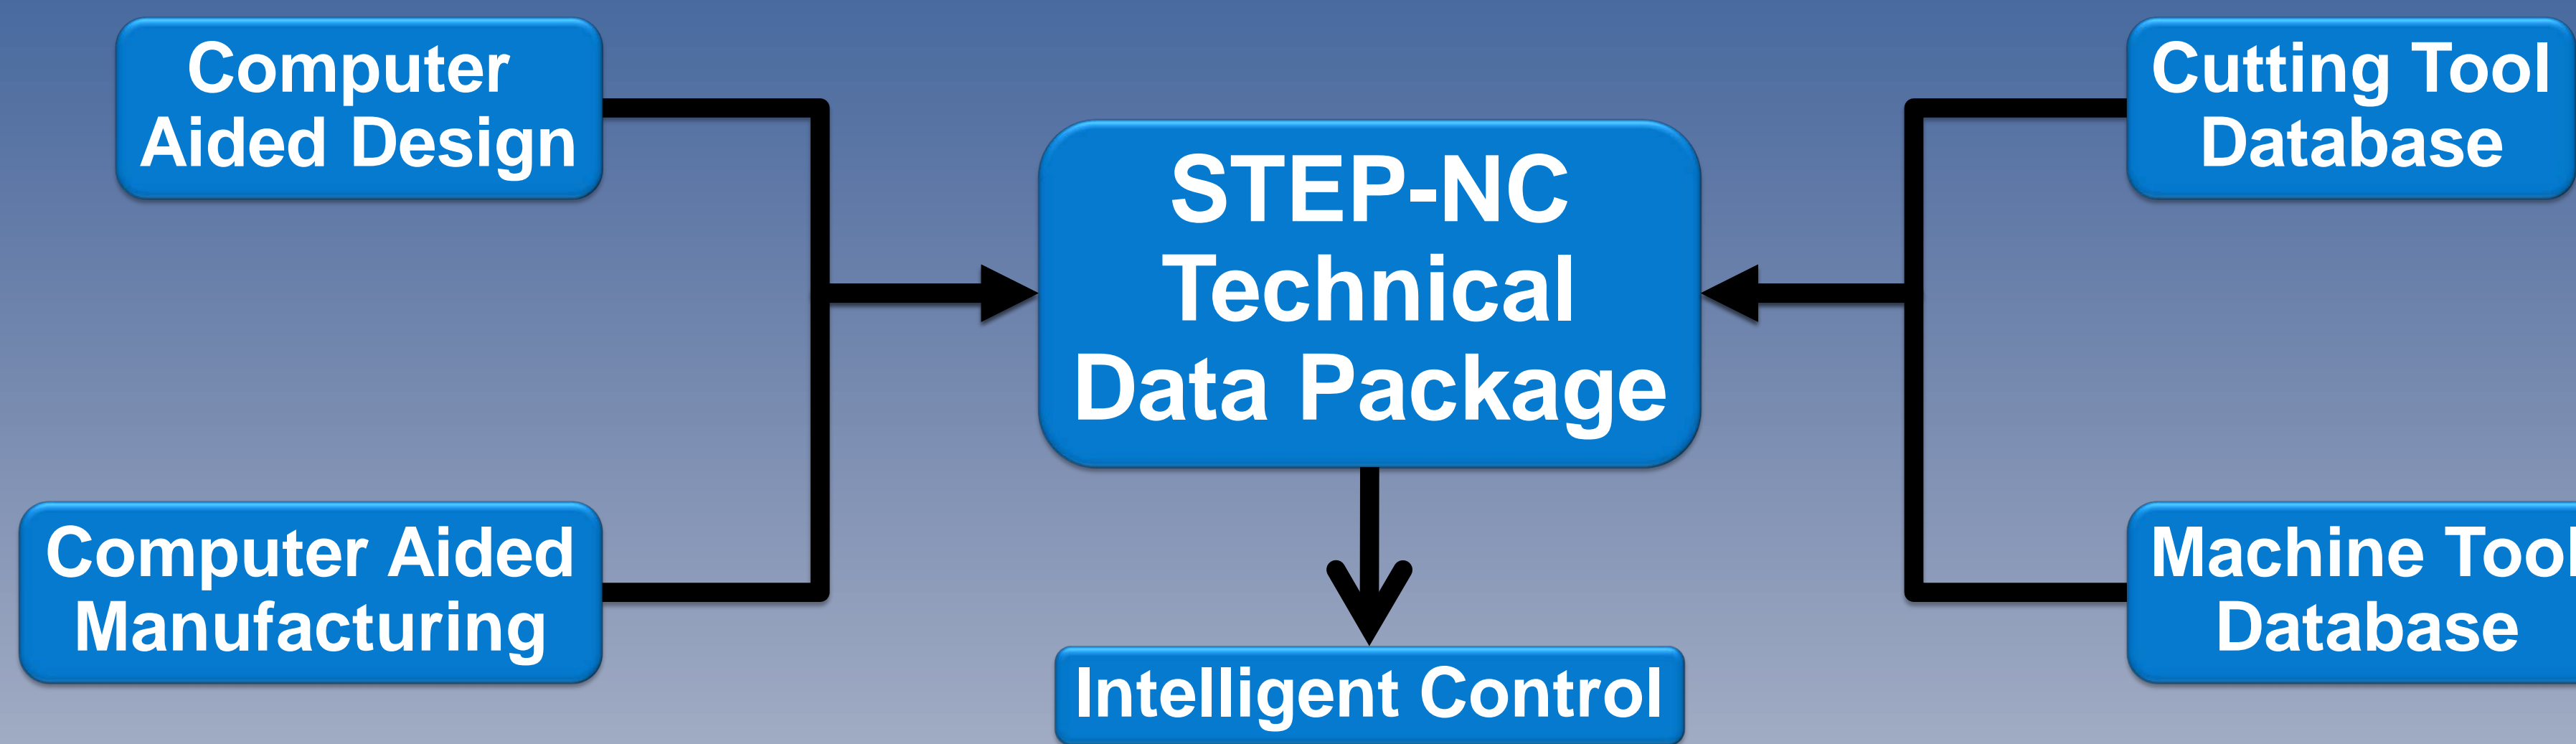 Computer
Aided Design
Cutting Tool
Database
STEP-NC
Technical
Data Package
Computer Aided
Manufacturing
Machine Tool
Database
Intelligent Control